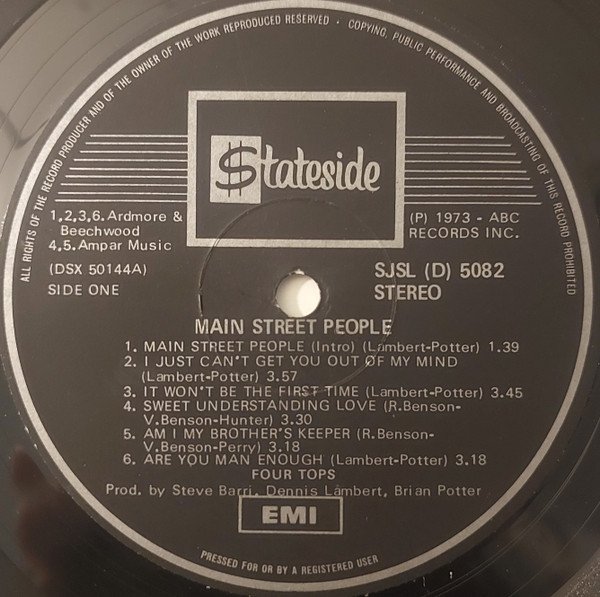 ALL RIGHTS OF THE RECORD PRODUCER AND OF THE OWNER OF THE WORK REPRODUCED RESERVED · COPYING, PUBLIC PERFORMANCE AND BROADCASTING OF THIS RECORD PROHIBITED
$tateside
1,2,3,6. Ardmore &
Beechwood
4,5. Ampar Music
(P) 1973 - ABC
RECORDS INC.
(DSX 50144A)
SIDE ONE
SJSL (D) 5082
STEREO
MAIN STREET PEOPLE
1. MAIN STREET PEOPLE (Intro) (Lambert-Potter) 1.39
2. I JUST CAN'T GET YOU OUT OF MY MIND
(Lambert-Potter) 3.57
3. IT WON'T BE THE FIRST TIME (Lambert-Potter) 3.45
4. SWEET UNDERSTANDING LOVE (R.Benson-
V.Benson-Hunter) 3.30
5. AM I MY BROTHER'S KEEPER (R.Benson-
V.Benson-Perry) 3.18
6. ARE YOU MAN ENOUGH (Lambert-Potter) 3.18
FOUR TOPS
Prod. by Steve Barri, Dennis Lambert, Brian Potter
EMI
PRESSED FOR OR BY A REGISTERED USER